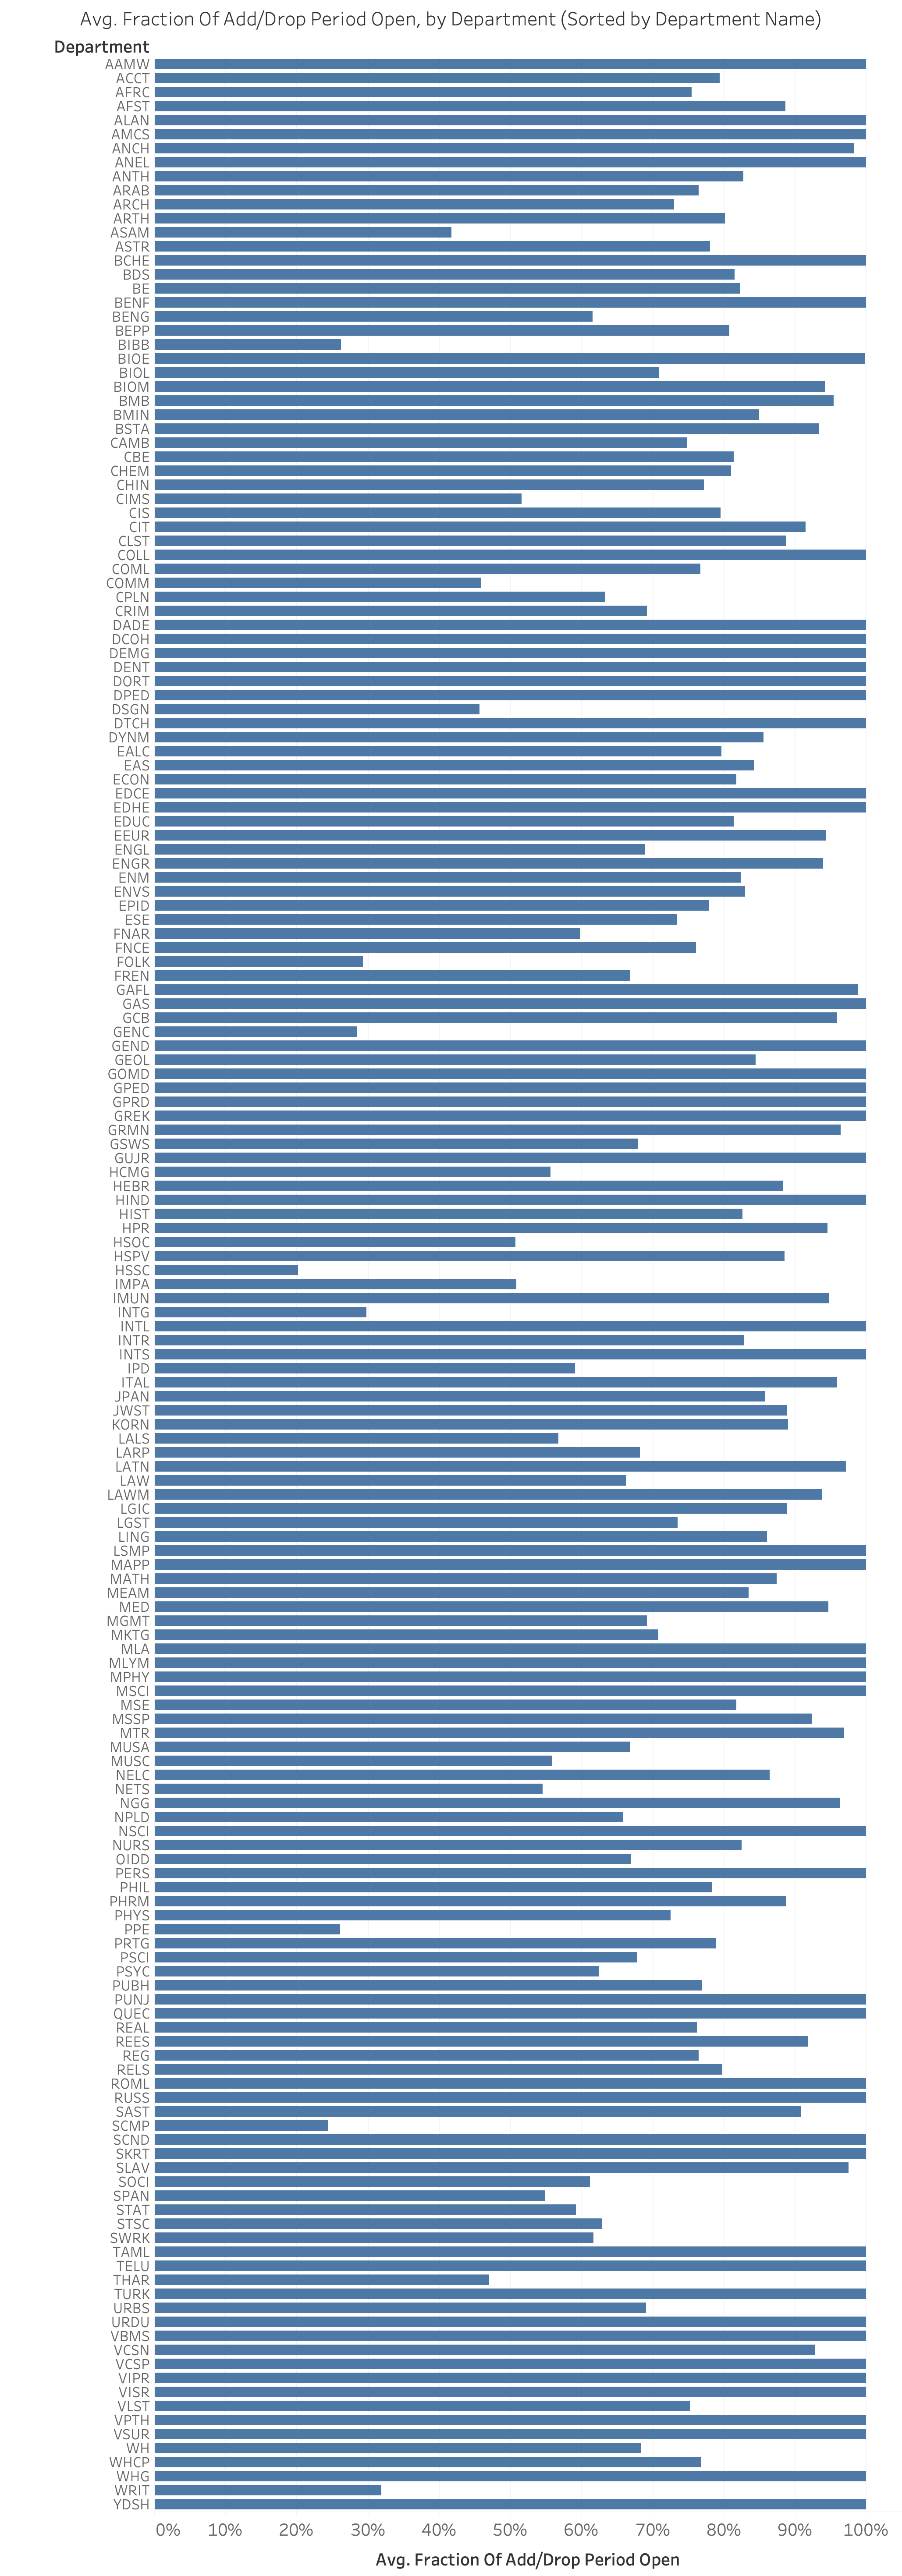 Avg. Fraction Of Add/Drop Period Open, by Department (Sorted by Department Name)
Department
AAMW
ACCT
AFRC
AFST
ALAN
AMCS
ANCH
ANEL
ANTH
ARAB
ARCH
ARTH
ASAM
ASTR
BCHE
BDS
BE
BENF
BENG
BEPP
BIBB
BIOE
BIOL
BIOM
BMB
BMIN
BSTA
CAMB
CBE
CHEM
CHIN
CIMS
CIS
CIT
CLST
COLL
COML
COMM
CPLN
CRIM
DADE
DCOH
DEMG
DENT
DORT
DPED
DSGN
DTCH
DYNM
EALC
EAS
ECON
EDCE
EDHE
EDUC
EEUR
ENGL
ENGR
ENM
ENVS
EPID
ESE
FNAR
FNCE
FOLK
FREN
GAFL
GAS
GCB
GENC
GEND
GEOL
GOMD
GPED
GPRD
GREK
GRMN
GSWS
GUJR
HCMG
HEBR
HIND
HIST
HPR
HSOC
HSPV
HSSC
IMPA
IMUN
INTG
INTL
INTR
INTS
IPD
ITAL
JPAN
JWST
KORN
LALS
LARP
LATN
LAW
LAWM
LGIC
LGST
LING
LSMP
MAPP
MATH
MEAM
MED
MGMT
MKTG
MLA
MLYM
MPHY
MSCI
MSE
MSSP
MTR
MUSA
MUSC
NELC
NETS
NGG
NPLD
NSCI
NURS
OIDD
PERS
PHIL
PHRM
PHYS
PPE
PRTG
PSCI
PSYC
PUBH
PUNJ
QUEC
REAL
REES
REG
RELS
ROML
RUSS
SAST
SCMP
SCND
SKRT
SLAV
SOCI
SPAN
STAT
STSC
SWRK
TAML
TELU
THAR
TURK
URBS
URDU
VBMS
VCSN
VCSP
VIPR
VISR
VLST
VPTH
VSUR
WH
WHCP
WHG
WRIT
YDSH
0% 10% 20% 30% 40% 50% 60% 70% 80% 90% 100%
Avg. Fraction Of Add/Drop Period Open